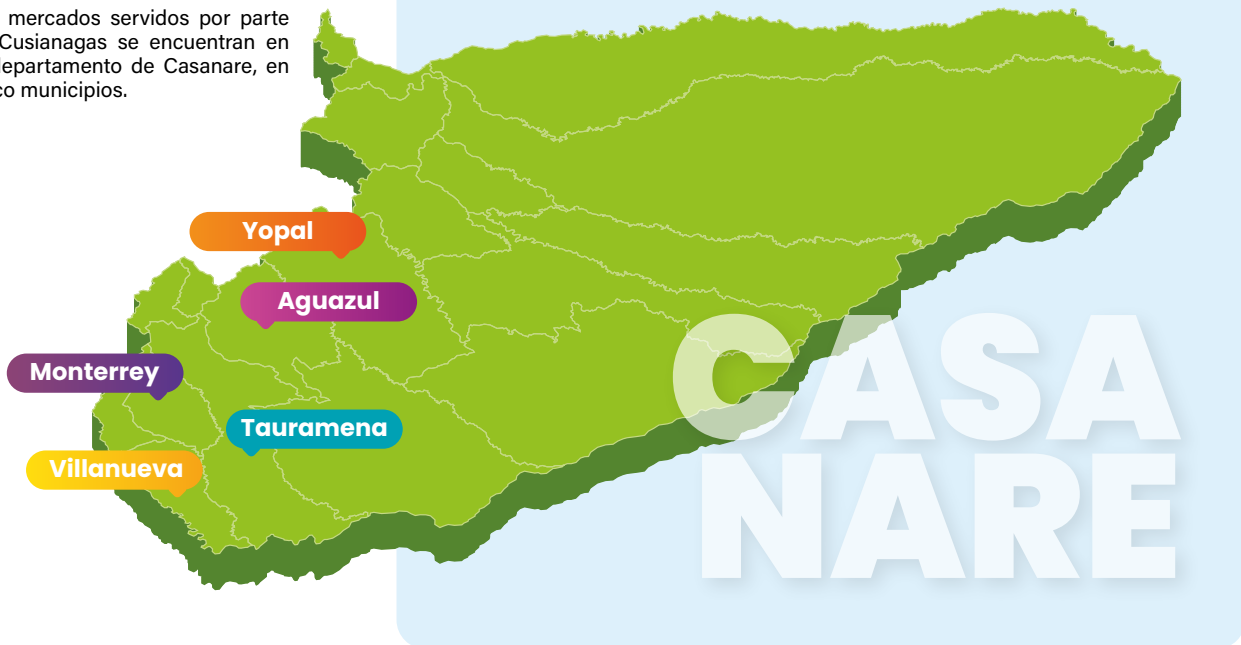 mercados servidos por parte
Cusianagas se encuentran en
departamento de Casanare, en
co municipios.
Yopal
Aguazul
Monterrey
Tauramena
Villanueva
CASA
NARE